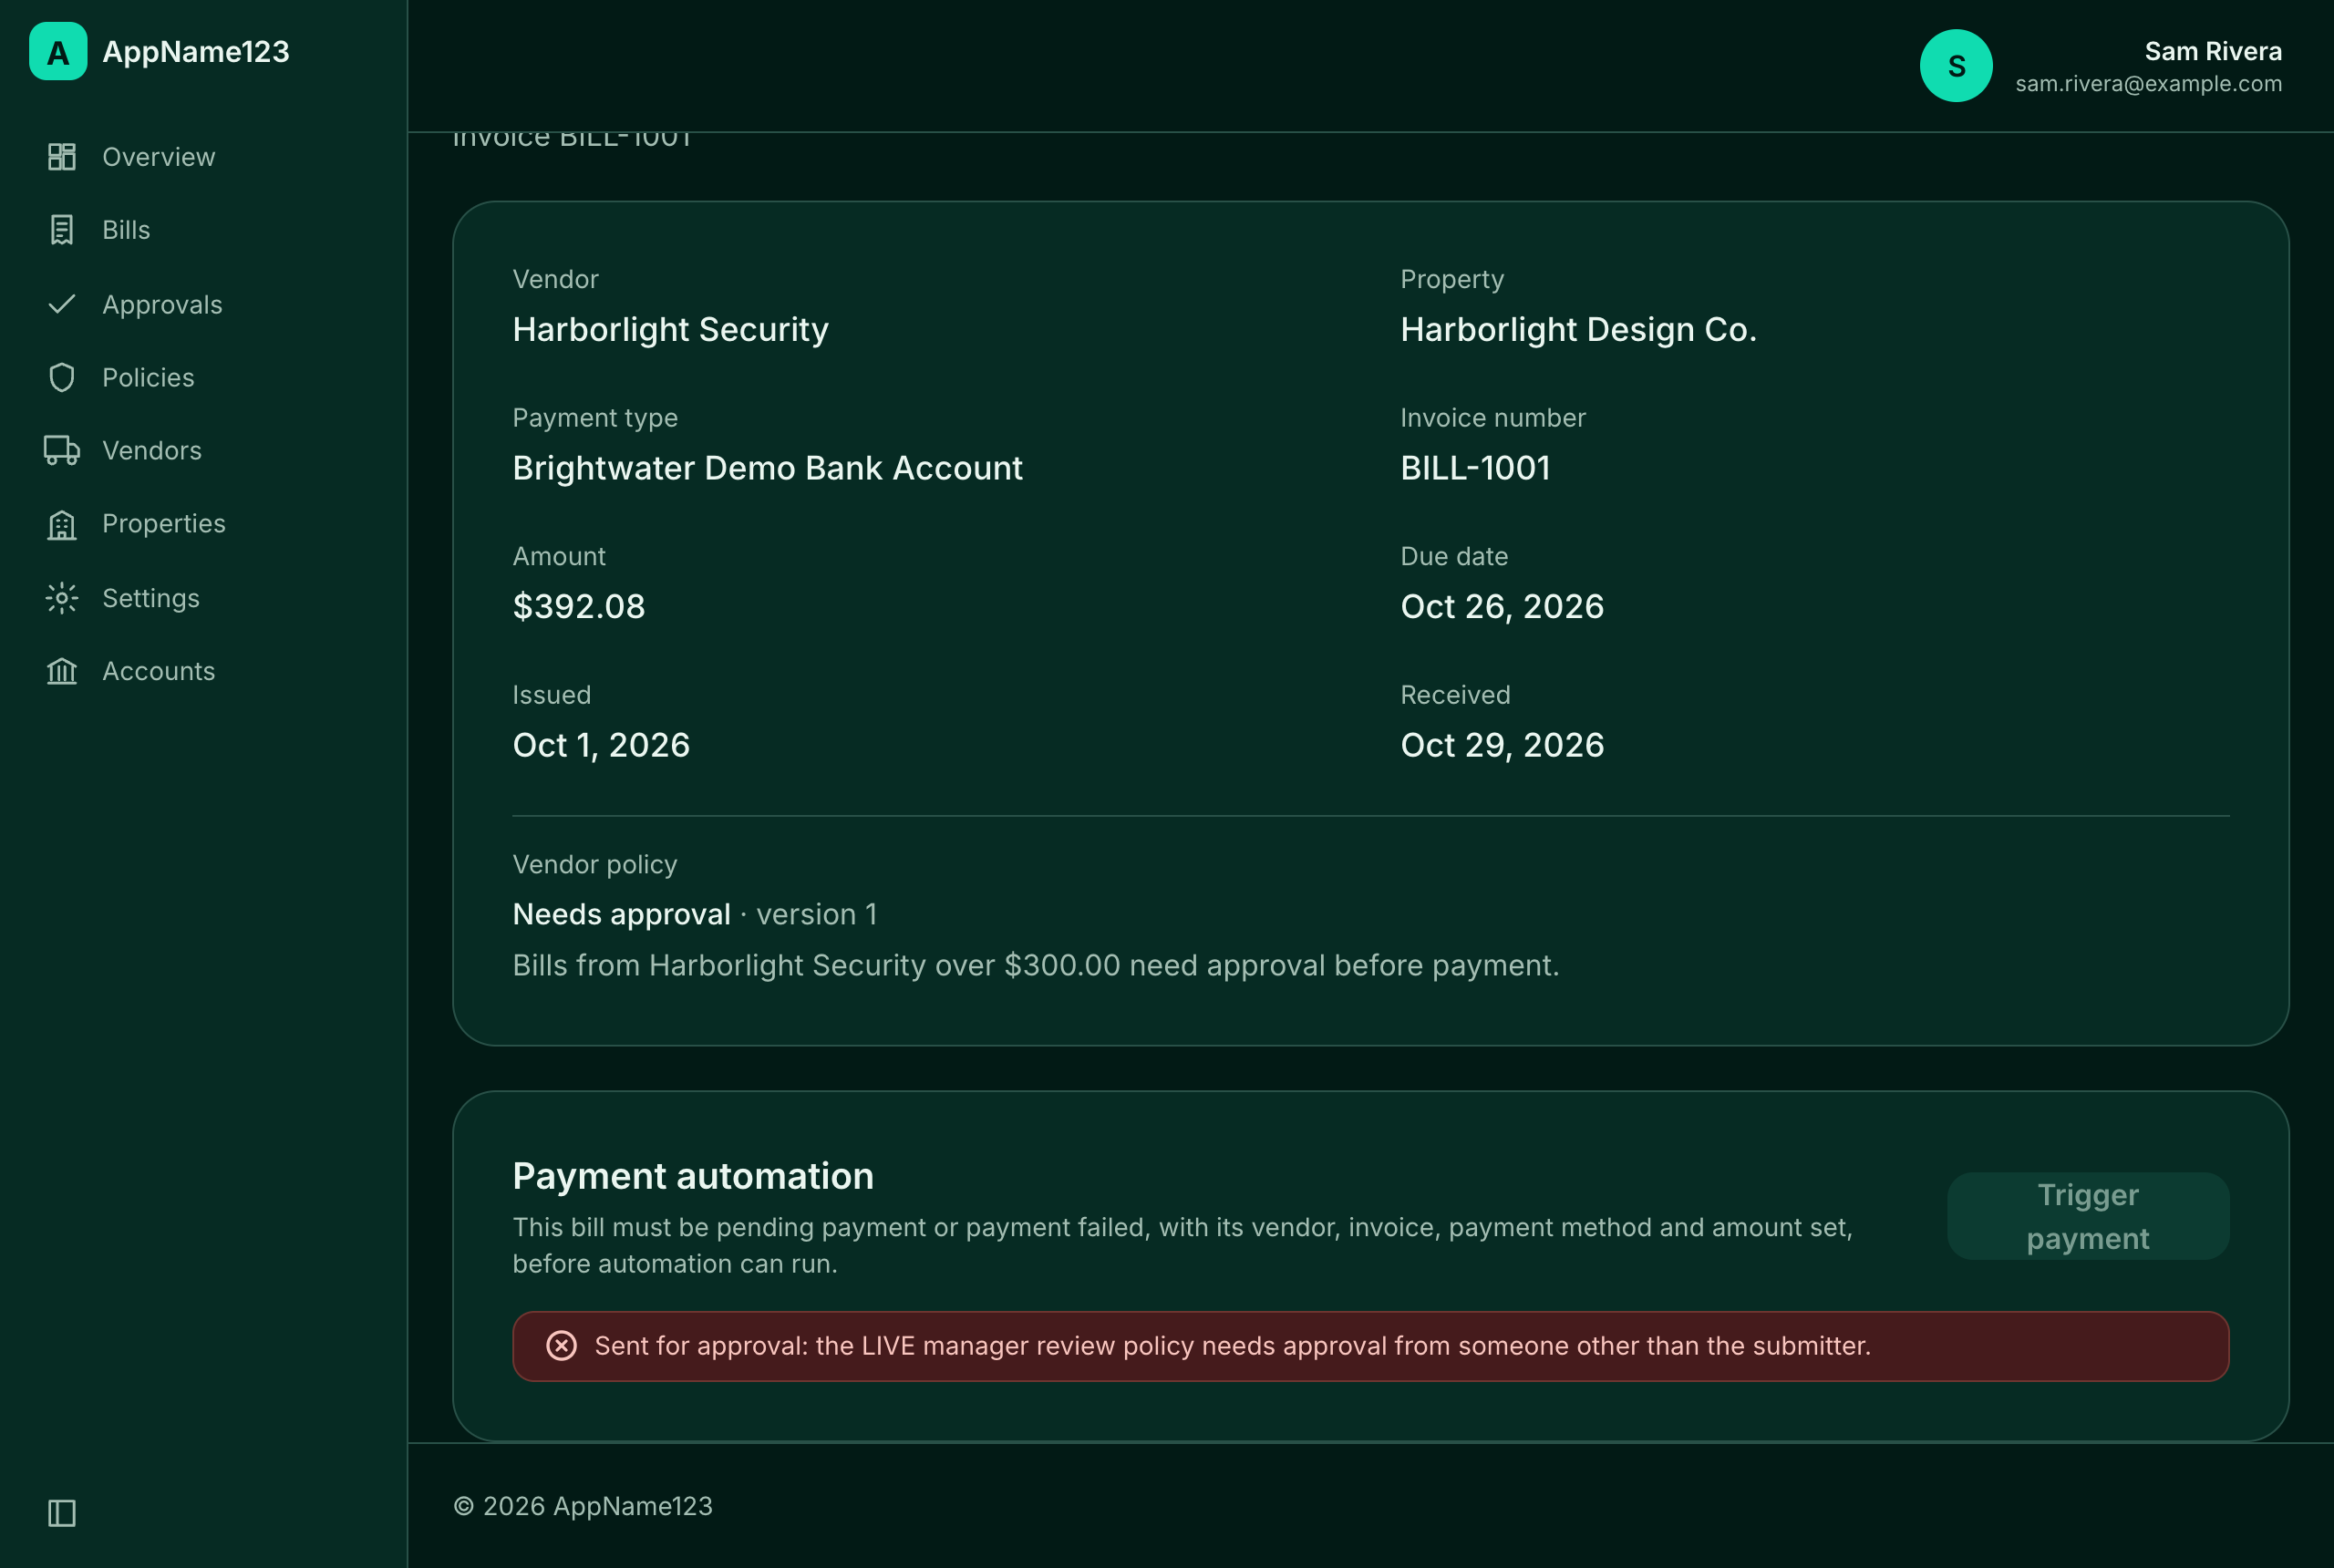 A AppName123
Overview
Bills
Approvals
Policies
Vendors
Properties
Settings
Accounts
S
Sam Rivera
sam.rivera@example.com
Invoice BILL-1001
Vendor
Harborlight Security
Property
Harborlight Design Co.
Payment type
Brightwater Demo Bank Account
Invoice number
BILL-1001
Amount
$392.08
Due date
Oct 26, 2026
Issued
Oct 1, 2026
Received
Oct 29, 2026
Vendor policy
Needs approval · version 1
Bills from Harborlight Security over $300.00 need approval before payment.
Payment automation
This bill must be pending payment or payment failed, with its vendor, invoice, payment method and amount set,
before automation can run.
Trigger
payment
Sent for approval: the LIVE manager review policy needs approval from someone other than the submitter.
© 2026 AppName123